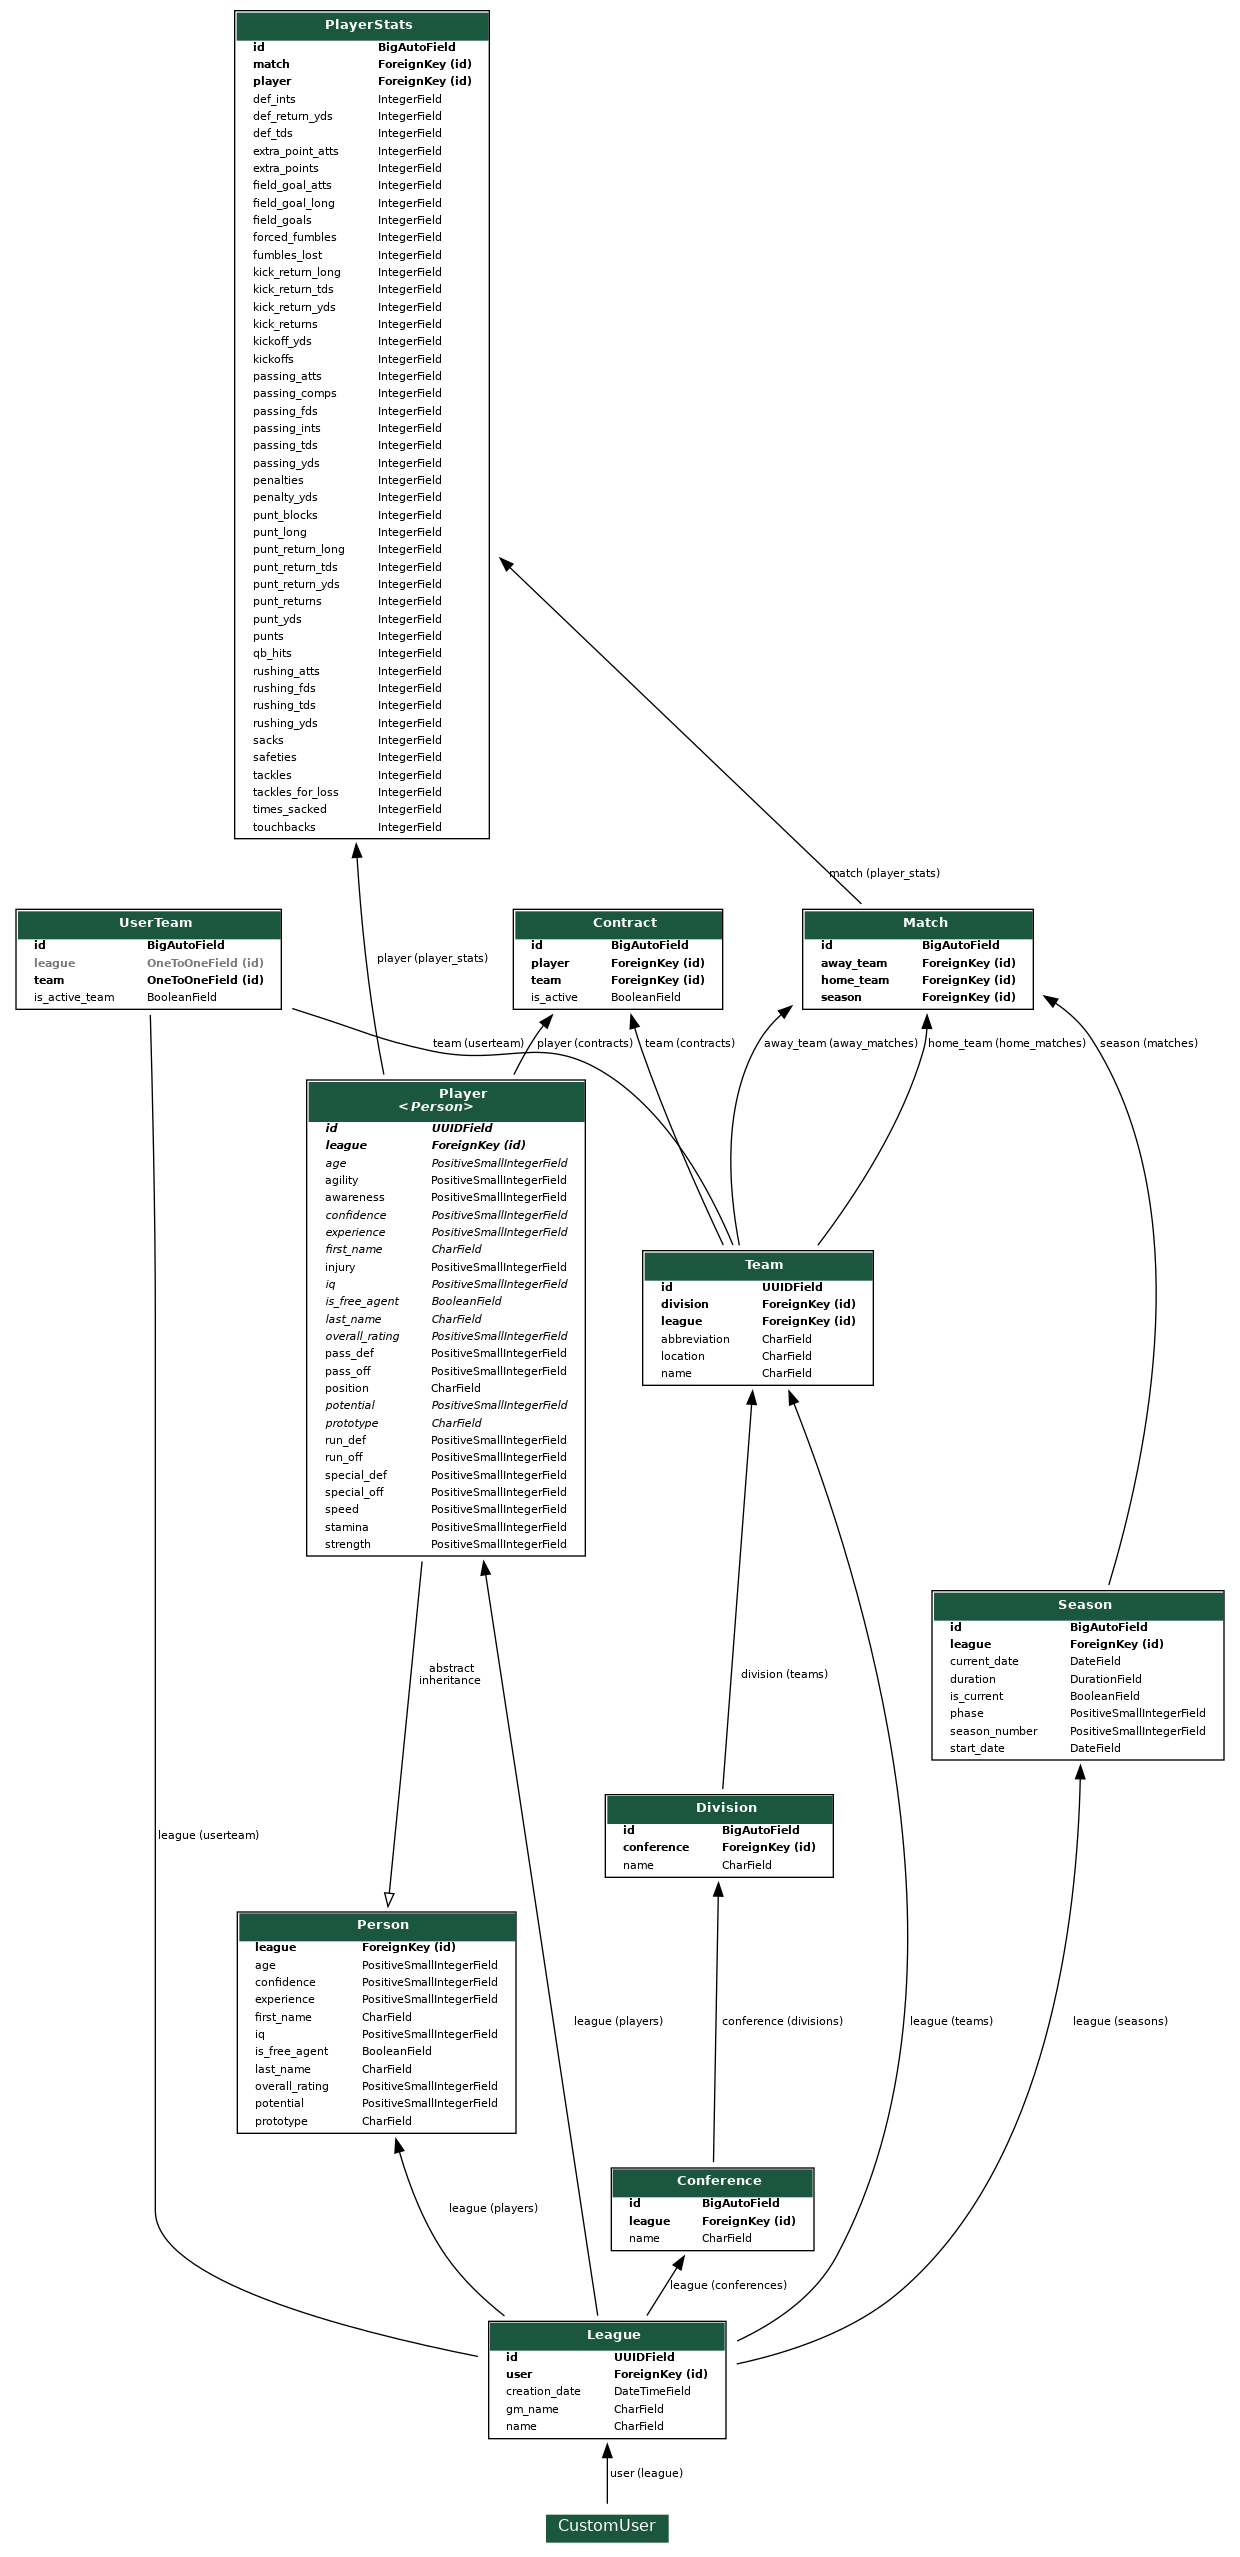 PlayerStats
id BigAutoField
match ForeignKey (id)
player ForeignKey (id)
def_ints IntegerField
def_return_yds IntegerField
def_tds IntegerField
extra_point_atts IntegerField
extra_points IntegerField
field_goal_atts IntegerField
field_goal_long IntegerField
field_goals IntegerField
forced_fumbles IntegerField
fumbles_lost IntegerField
kick_return_long IntegerField
kick_return_tds IntegerField
kick_return_yds IntegerField
kick_returns IntegerField
kickoff_yds IntegerField
kickoffs IntegerField
passing_atts IntegerField
passing_comps IntegerField
passing_fds IntegerField
passing_ints IntegerField
passing_tds IntegerField
passing_yds IntegerField
penalties IntegerField
penalty_yds IntegerField
punt_blocks IntegerField
punt_long IntegerField
punt_return_long IntegerField
punt_return_tds IntegerField
punt_return_yds IntegerField
punt_returns IntegerField
punt_yds IntegerField
punts IntegerField
qb_hits IntegerField
rushing_atts IntegerField
rushing_fds IntegerField
rushing_tds IntegerField
rushing_yds IntegerField
sacks IntegerField
safeties IntegerField
tackles IntegerField
tackles_for_loss IntegerField
times_sacked IntegerField
touchbacks IntegerField
match (player_stats)
UserTeam
id BigAutoField
league OneToOneField (id)
team OneToOneField (id)
is_active_team BooleanField
player (player_stats)
Contract
id BigAutoField
player ForeignKey (id)
team ForeignKey (id)
is_active BooleanField
Match
id BigAutoField
away_team ForeignKey (id)
home_team ForeignKey (id)
season ForeignKey (id)
team (userteam)
player (contracts)
team (contracts)
away_team (away_matches)
home_team (home_matches)
season (matches)
Player
<Person>
id UUIDField
league ForeignKey (id)
age PositiveSmallIntegerField
agility PositiveSmallIntegerField
awareness PositiveSmallIntegerField
confidence PositiveSmallIntegerField
experience PositiveSmallIntegerField
first_name CharField
injury PositiveSmallIntegerField
iq PositiveSmallIntegerField
is_free_agent BooleanField
last_name CharField
overall_rating PositiveSmallIntegerField
pass_def PositiveSmallIntegerField
pass_off PositiveSmallIntegerField
position CharField
potential PositiveSmallIntegerField
prototype CharField
run_def PositiveSmallIntegerField
run_off PositiveSmallIntegerField
special_def PositiveSmallIntegerField
special_off PositiveSmallIntegerField
speed PositiveSmallIntegerField
stamina PositiveSmallIntegerField
strength PositiveSmallIntegerField
Team
id UUIDField
division ForeignKey (id)
league ForeignKey (id)
abbreviation CharField
location CharField
name CharField
Season
id BigAutoField
league ForeignKey (id)
current_date DateField
duration DurationField
is_current BooleanField
phase PositiveSmallIntegerField
season_number PositiveSmallIntegerField
start_date DateField
abstract
inheritance
division (teams)
Division
id BigAutoField
conference ForeignKey (id)
name CharField
league (userteam)
Person
league ForeignKey (id)
age PositiveSmallIntegerField
confidence PositiveSmallIntegerField
experience PositiveSmallIntegerField
first_name CharField
iq PositiveSmallIntegerField
is_free_agent BooleanField
last_name CharField
overall_rating PositiveSmallIntegerField
potential PositiveSmallIntegerField
prototype CharField
league (players)
conference (divisions)
league (teams)
league (seasons)
Conference
id BigAutoField
league ForeignKey (id)
name CharField
league (players)
league (conferences)
League
id UUIDField
user ForeignKey (id)
creation_date DateTimeField
gm_name CharField
name CharField
user (league)
CustomUser